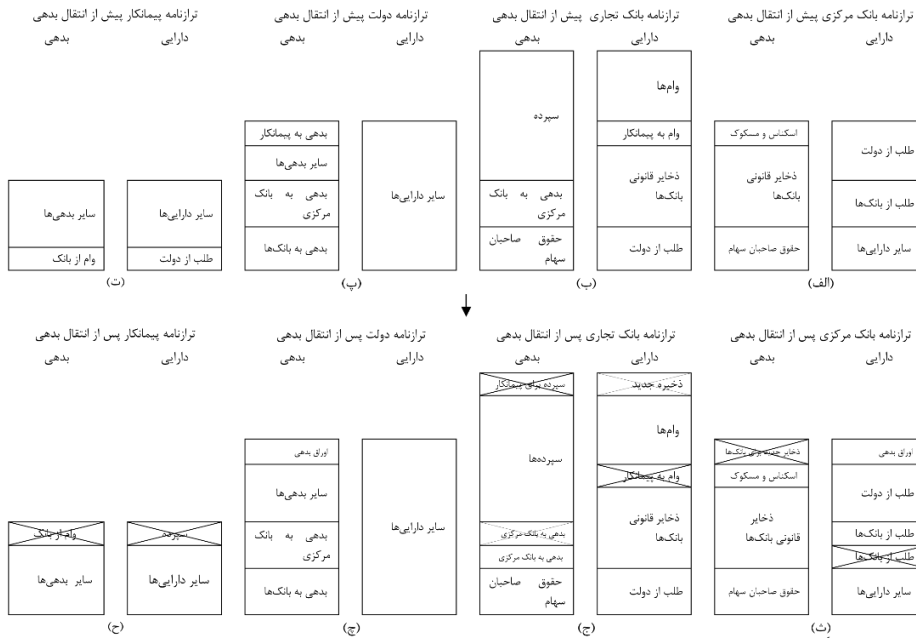 ترازنامه بانک مرکزی پیش از انتقال بدهی
دارایی
بدهی
طلب از دولت
طلب از بانک‌ها
سایر دارایی‌ها
اسکناس و مسکوک
ذخایر قانونی
بانک‌ها
حقوق صاحبان سهام
(الف)
ترازنامه بانک تجاری پیش از انتقال بدهی
دارایی
بدهی
وام‌ها
وام به پیمانکار
ذخایر قانونی
بانک‌ها
طلب از دولت
سپرده
بدهی به بانک
مرکزی
حقوق صاحبان
سهام
(ب)
ترازنامه دولت پیش از انتقال بدهی
دارایی
بدهی
سایر دارایی‌ها
بدهی به پیمانکار
سایر بدهی‌ها
بدهی به بانک
مرکزی
بدهی به بانک‌ها
(پ)
ترازنامه پیمانکار پیش از انتقال بدهی
دارایی
بدهی
سایر دارایی‌ها
طلب از دولت
سایر بدهی‌ها
وام از بانک
(ت)
ترازنامه بانک مرکزی پس از انتقال بدهی
دارایی
بدهی
اوراق بدهی
طلب از دولت
طلب از بانک‌ها
طلب از بانک‌ها
سایر دارایی‌ها
ذخایر جدید برای بانک‌ها
اسکناس و مسکوک
ذخایر
قانونی بانک‌ها
حقوق صاحبان سهام
(ث)
ترازنامه بانک تجاری پس از انتقال بدهی
دارایی
بدهی
ذخیره جدید
وام‌ها
وام به پیمانکار
ذخایر قانونی
بانک‌ها
طلب از دولت
سپرده برای پیمانکار
سپرده‌ها
بدهی به بانک مرکزی
بدهی به بانک مرکزی
حقوق صاحبان
سهام
(ج)
ترازنامه دولت پس از انتقال بدهی
دارایی
بدهی
سایر دارایی‌ها
اوراق بدهی
سایر بدهی‌ها
بدهی به بانک
مرکزی
بدهی به بانک‌ها
(چ)
ترازنامه پیمانکار پس از انتقال بدهی
دارایی
بدهی
سپرده
سایر دارایی‌ها
وام از بانک
سایر بدهی‌ها
(ح)